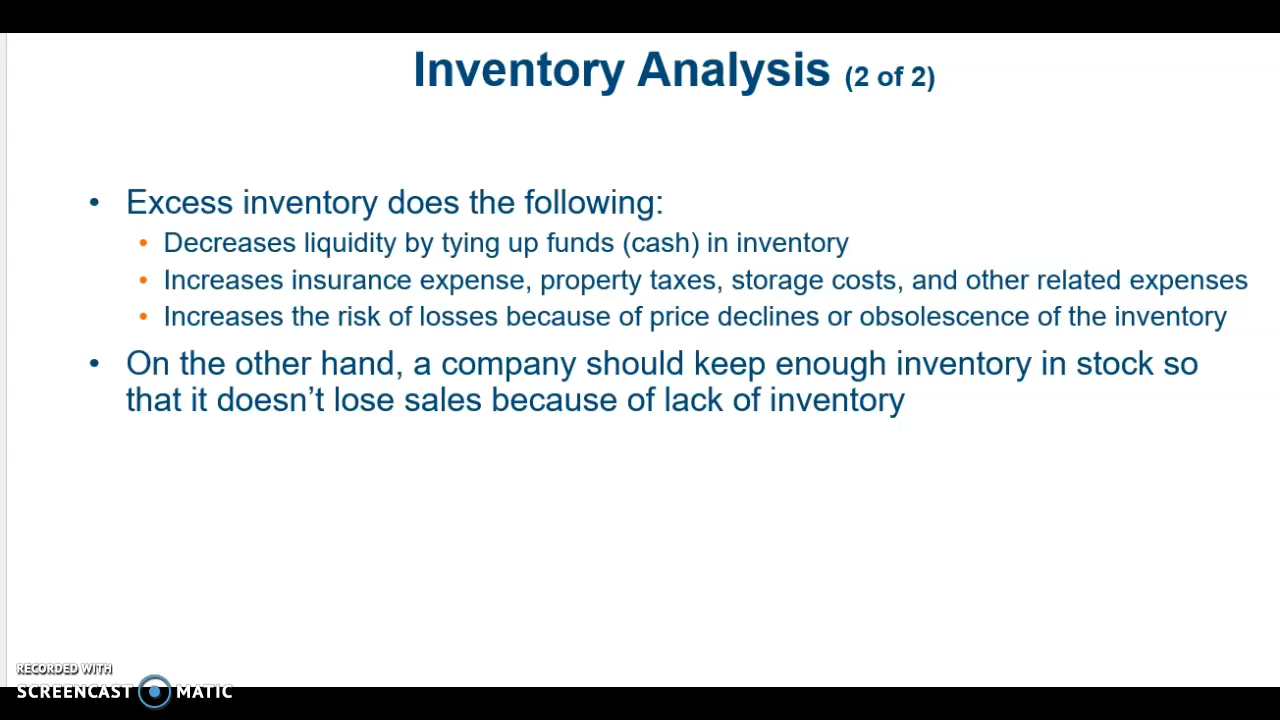 Inventory Analysis (2 of 2)
• Excess inventory does the following:
• Decreases liquidity by tying up funds (cash) in inventory
• Increases insurance expense, property taxes, storage costs, and other related expenses
• Increases the risk of losses because of price declines or obsolescence of the inventory
• On the other hand, a company should keep enough inventory in stock so
that it doesn’t lose sales because of lack of inventory
RECORDED WITH
SCREENCAST MATIC